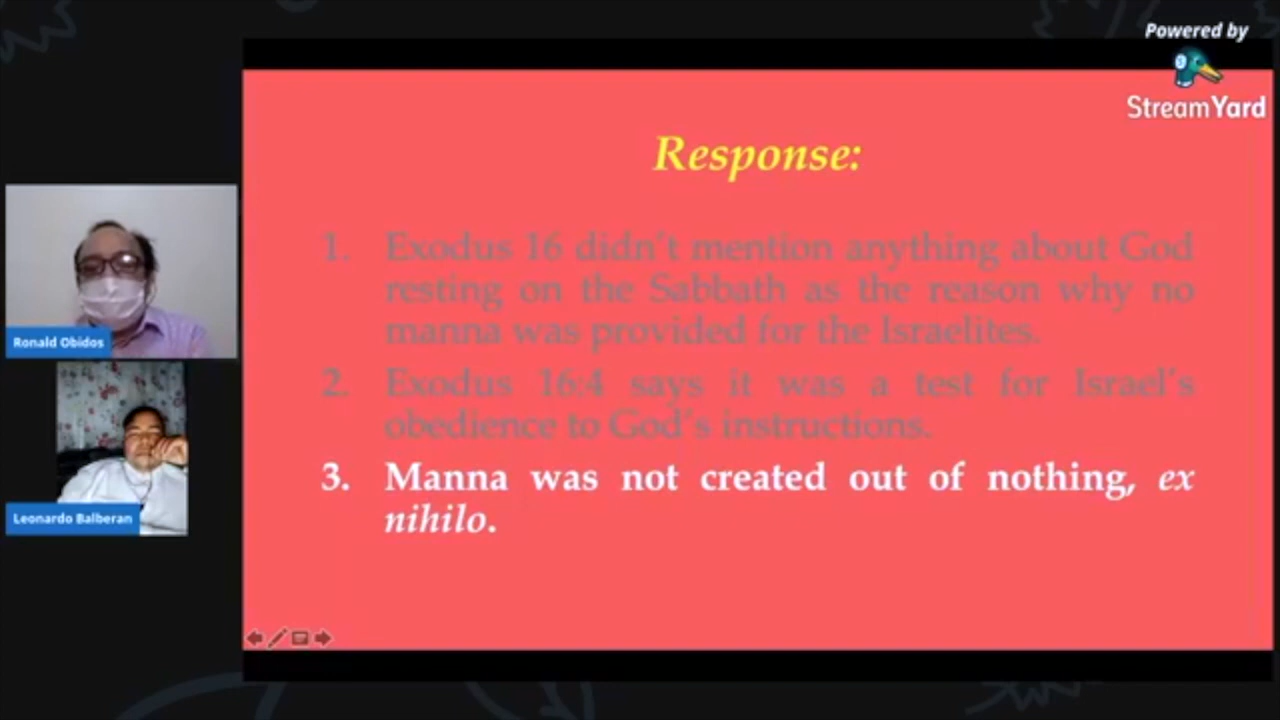 Powered by
StreamYard
Response:
1. Exodus 16 didn't mention anything about God
resting on the Sabbath as the reason why no
manna was provided for the Israelites.
2. Exodus 16:4 says it was a test for Israel's
obedience to God's instructions.
3. Manna was not created out of nothing, ex
nihilo.
Ronald Obidos
Leonardo Balberan